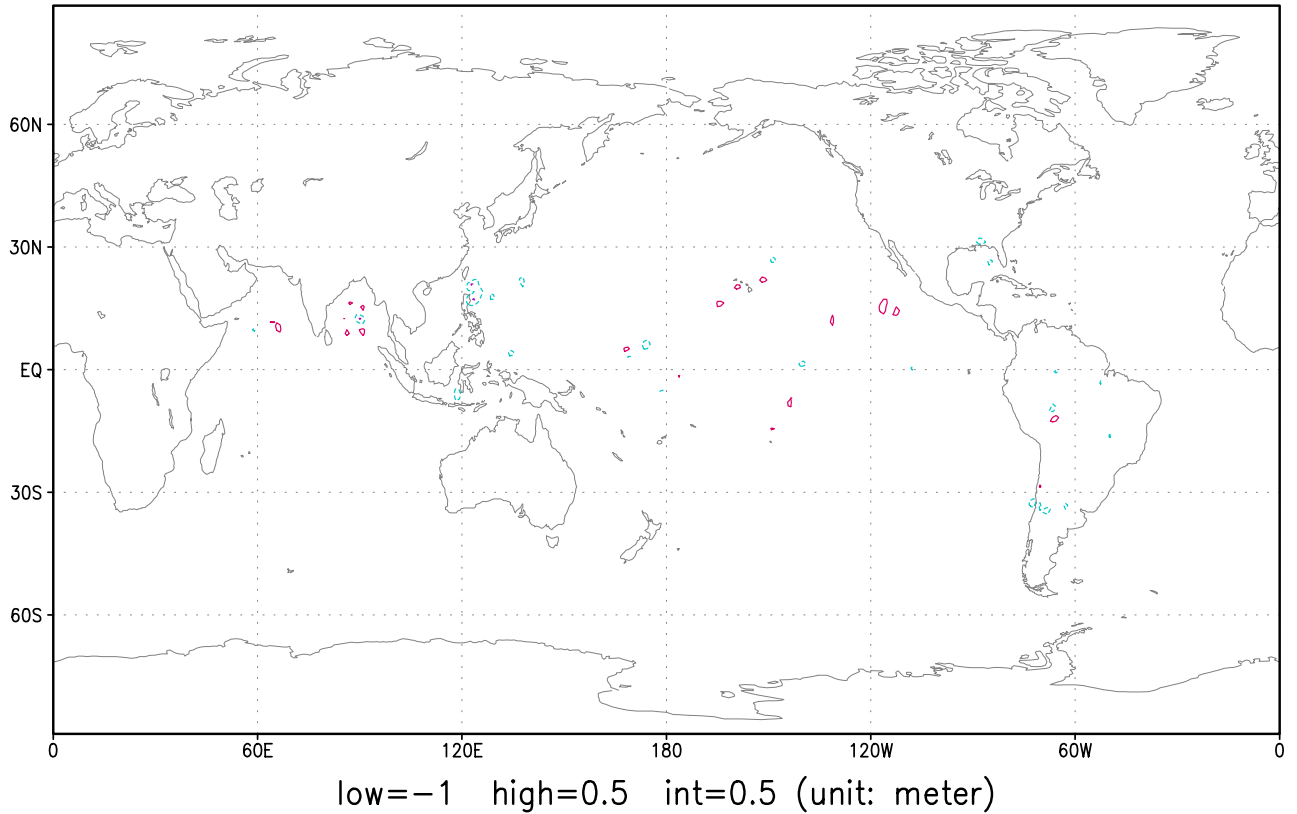 60N
30N
EQ
30S
60S
0 60E 120E 180 120W 60W 0
low=−1 high=0.5 int=0.5 (unit: meter)